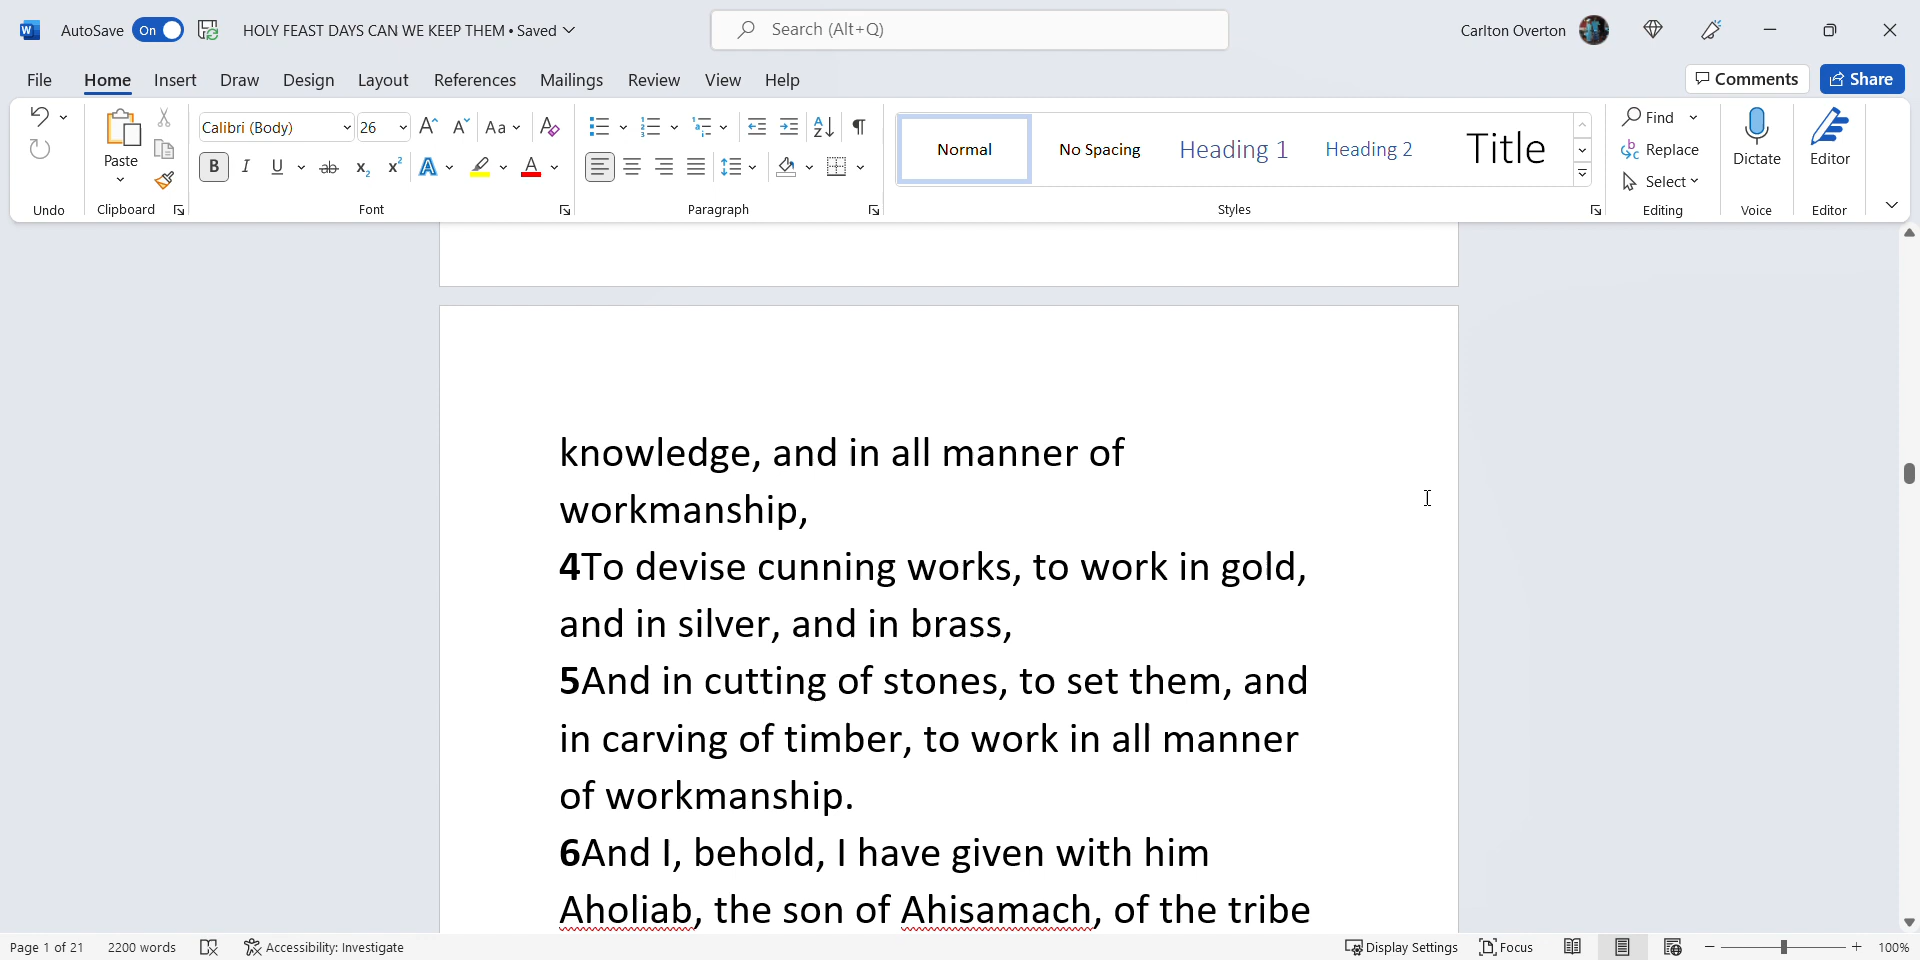 AutoSave On HOLY FEAST DAYS CAN WE KEEP THEM • Saved Search (Alt+Q) Carlton Overton
File Home Insert Draw Design Layout References Mailings Review View Help Comments Share
Calibri (Body) 26 Aa Normal No Spacing Heading 1 Heading 2 Title Find
Paste Replace Dictate Editor
B I U ab x₂ x² A A Select
Undo Clipboard Font Paragraph Styles Editing Voice Editor
knowledge, and in all manner of
workmanship,
4To devise cunning works, to work in gold,
and in silver, and in brass,
5And in cutting of stones, to set them, and
in carving of timber, to work in all manner
of workmanship.
6And I, behold, I have given with him
Aholiab, the son of Ahisamach, of the tribe
Page 1 of 21 2200 words Accessibility: Investigate Display Settings Focus 100%